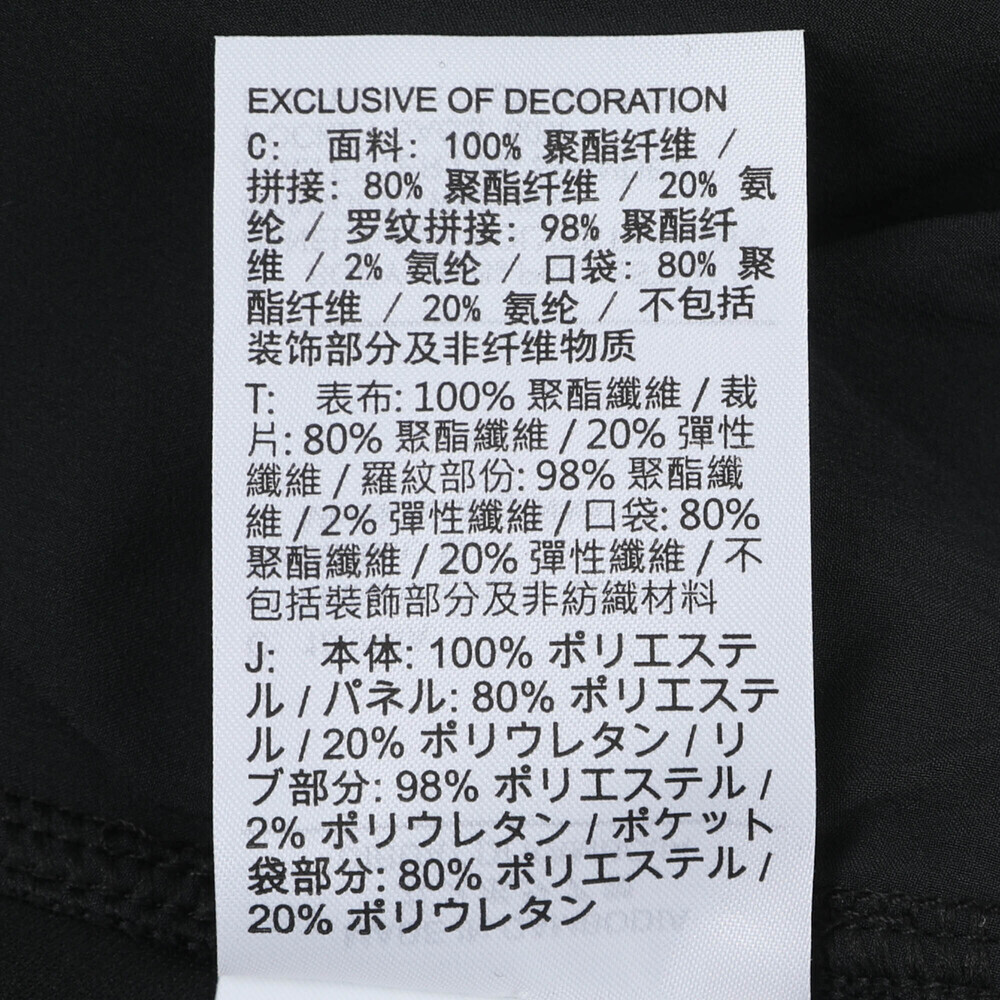 EXCLUSIVE OF DECORATION
C: 面料: 100% 聚酯纤维 /
拼接: 80% 聚酯纤维 / 20% 氨
纶 / 罗纹拼接: 98% 聚酯纤
维 / 2% 氨纶 / 口袋: 80% 聚
酯纤维 / 20% 氨纶 / 不包括
装饰部分及非纤维物质
T: 表布: 100% 聚酯纖維 / 裁
片: 80% 聚酯纖維 / 20% 彈性
纖維 / 羅紋部份: 98% 聚酯纖
維 / 2% 彈性纖維 / 口袋: 80%
聚酯纖維 / 20% 彈性纖維 / 不
包括裝飾部分及非紡織材料
J: 本体: 100% ポリエステ
ル / パネル: 80% ポリエステ
ル / 20% ポリウレタン / リ
ブ部分: 98% ポリエステル /
2% ポリウレタン / ポケット
袋部分: 80% ポリエステル /
20% ポリウレタン